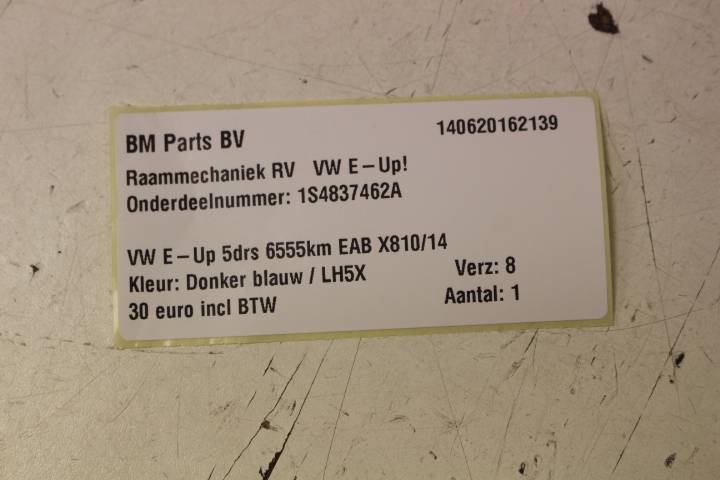 BM Parts BV 140620162139
Raammechaniek RV VW E-Up!
Onderdeelnummer: 1S4837462A
VW E-Up 5drs 6555km EAB X810/14
Kleur: Donker blauw / LH5X Verz: 8
30 euro incl BTW Aantal: 1